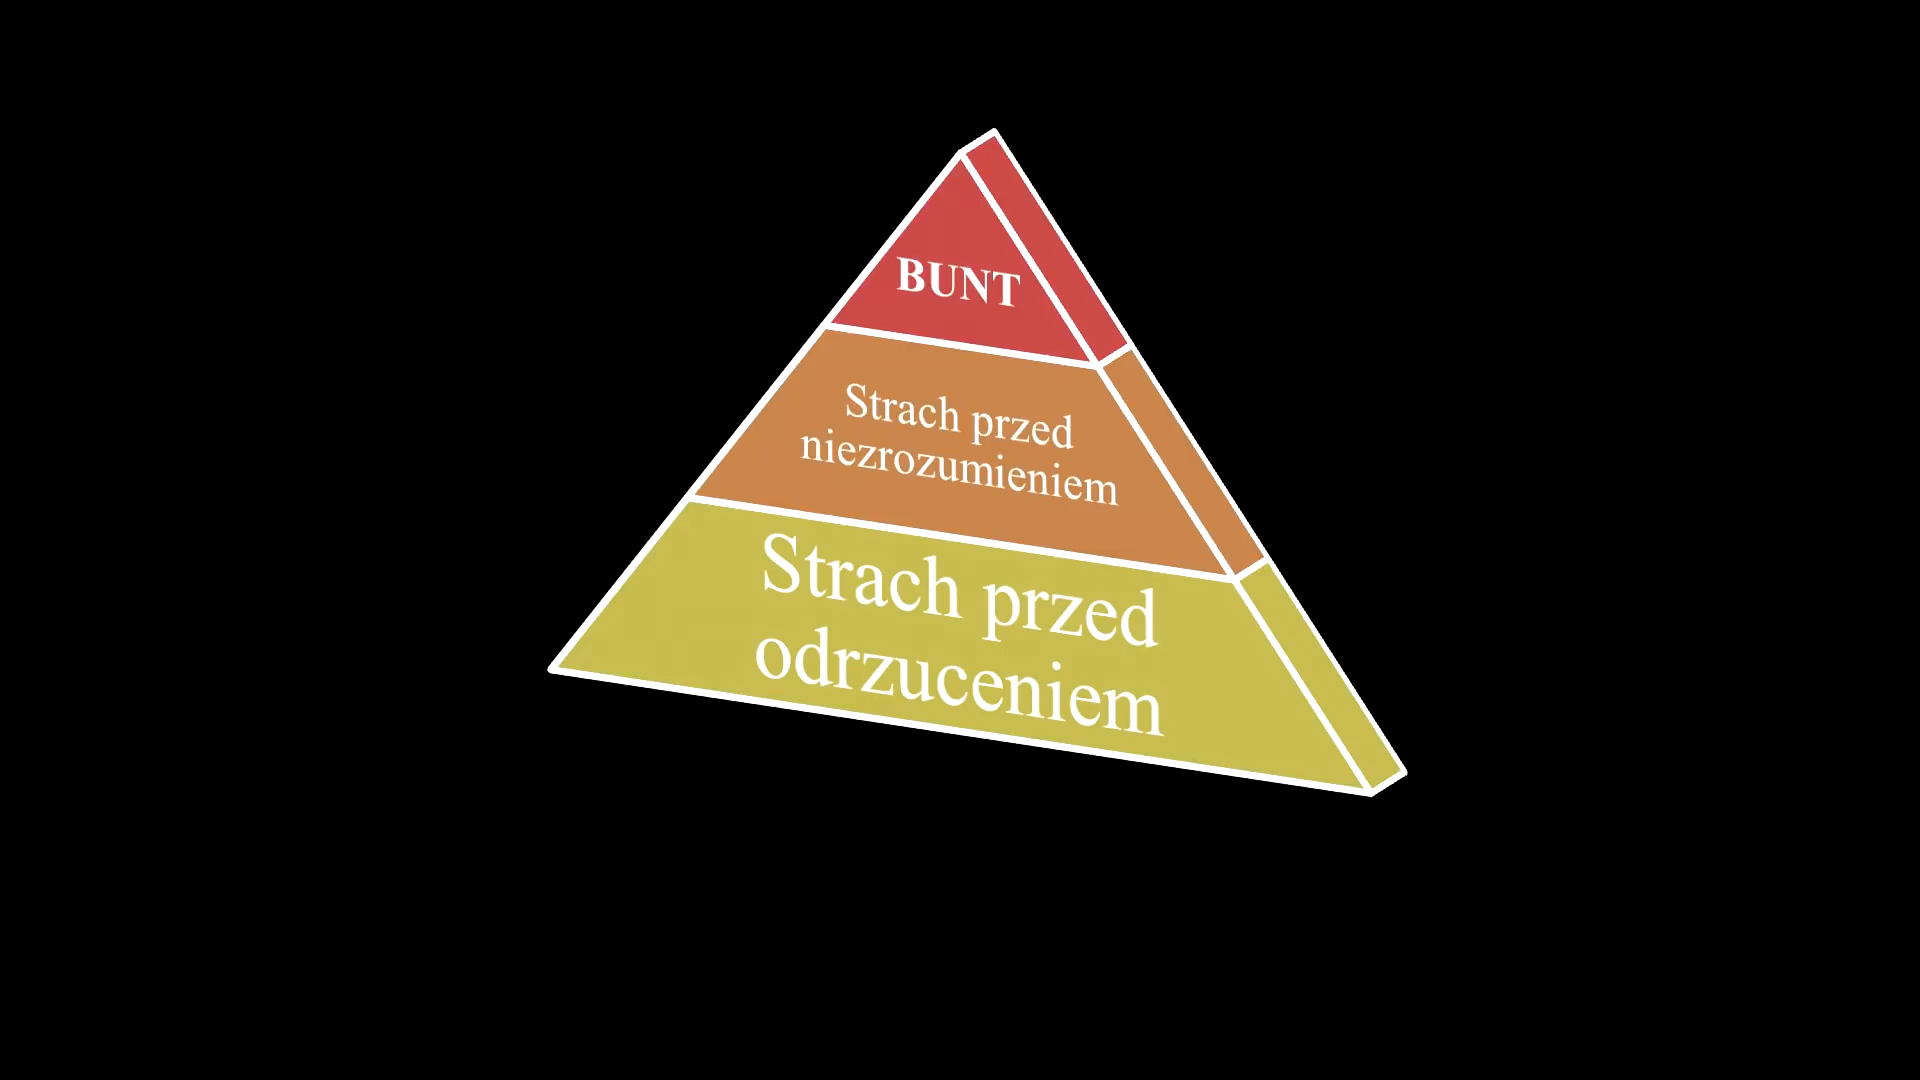 BUNT
Strach przed
niezrozumieniem
Strach przed
odrzuceniem